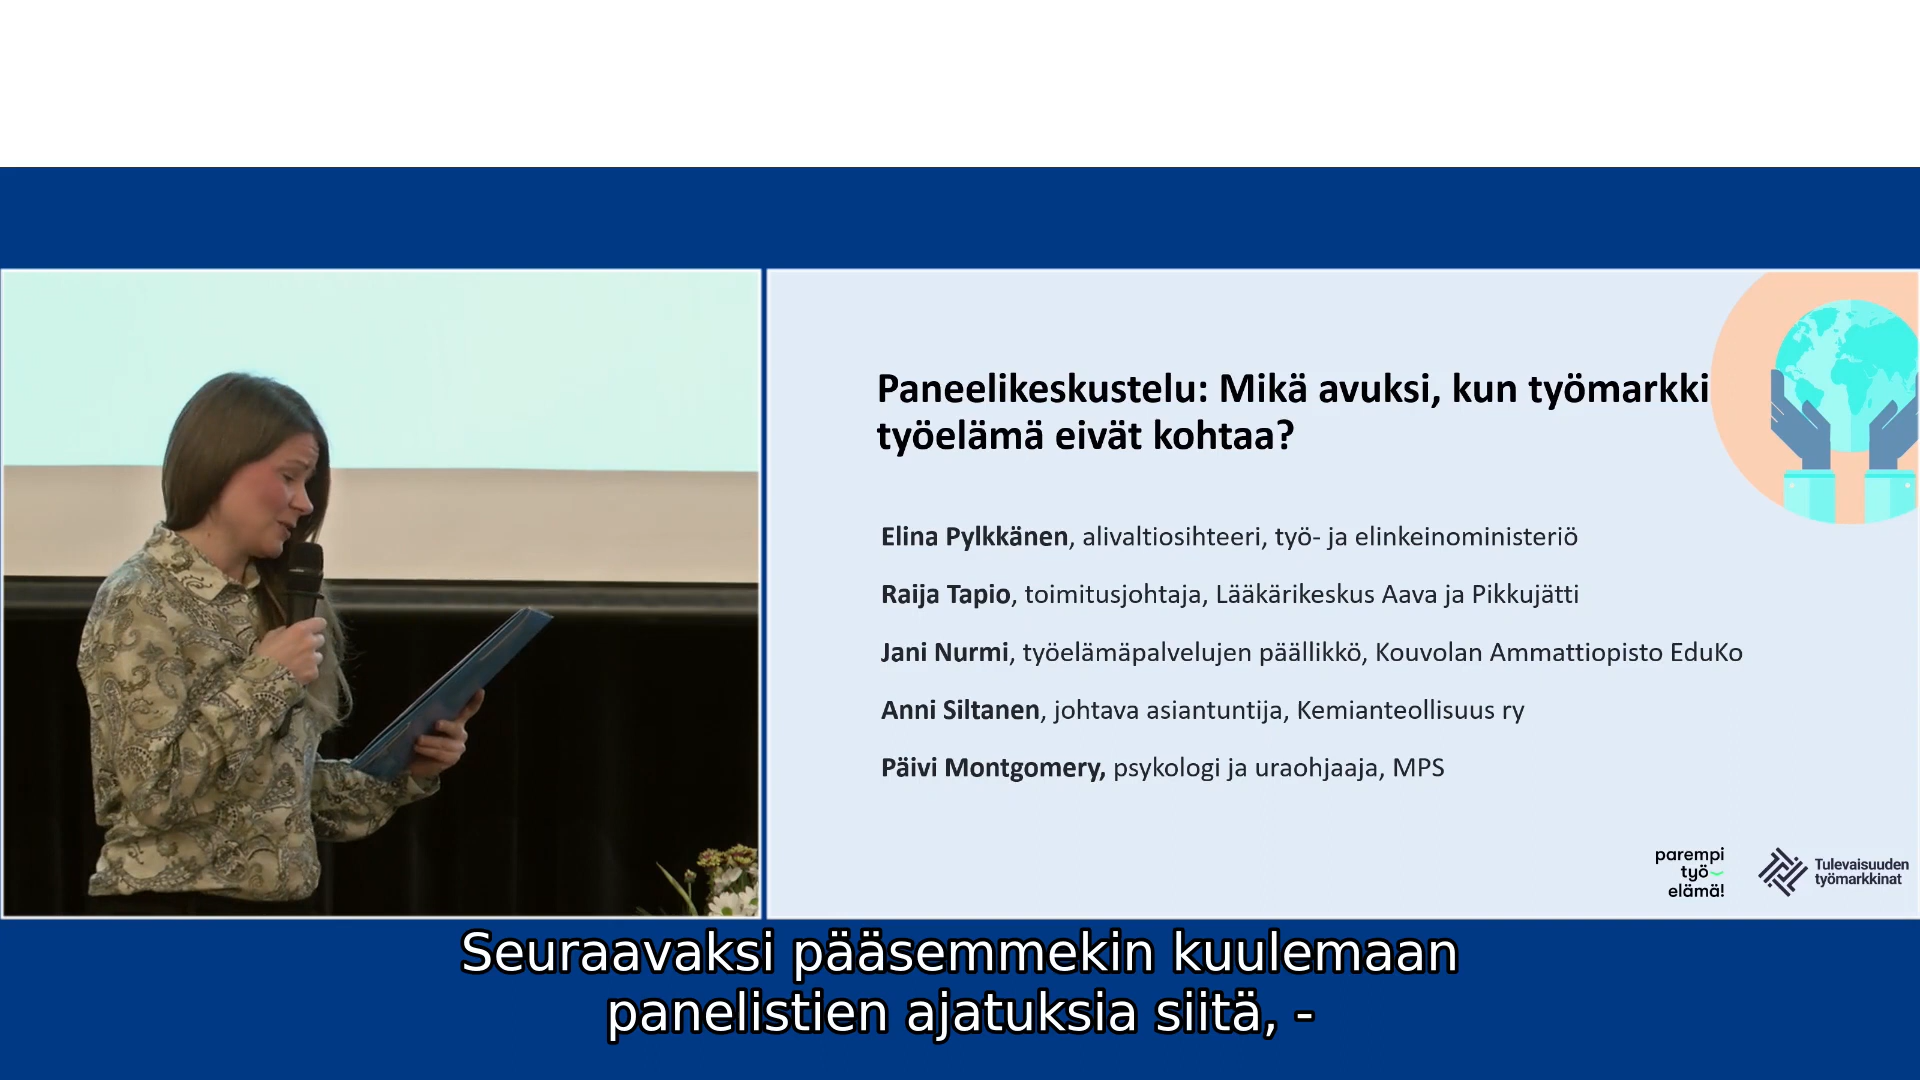 Paneelikeskustelu: Mikä avuksi, kun työmarkki
työelämä eivät kohtaa?
Elina Pylkkänen, alivaltiosihteeri, työ- ja elinkeinoministeriö
Raija Tapio, toimitusjohtaja, Lääkärikeskus Aava ja Pikkujätti
Jani Nurmi, työelämäpalvelujen päällikkö, Kouvolan Ammattiopisto EduKo
Anni Siltanen, johtava asiantuntija, Kemianteollisuus ry
Päivi Montgomery, psykologi ja uraohjaaja, MPS
parempi
työ
elämä!
Tulevaisuuden
työmarkkinat
Seuraavaksi pääsemmekin kuulemaan
panelistien ajatuksia siitä, -